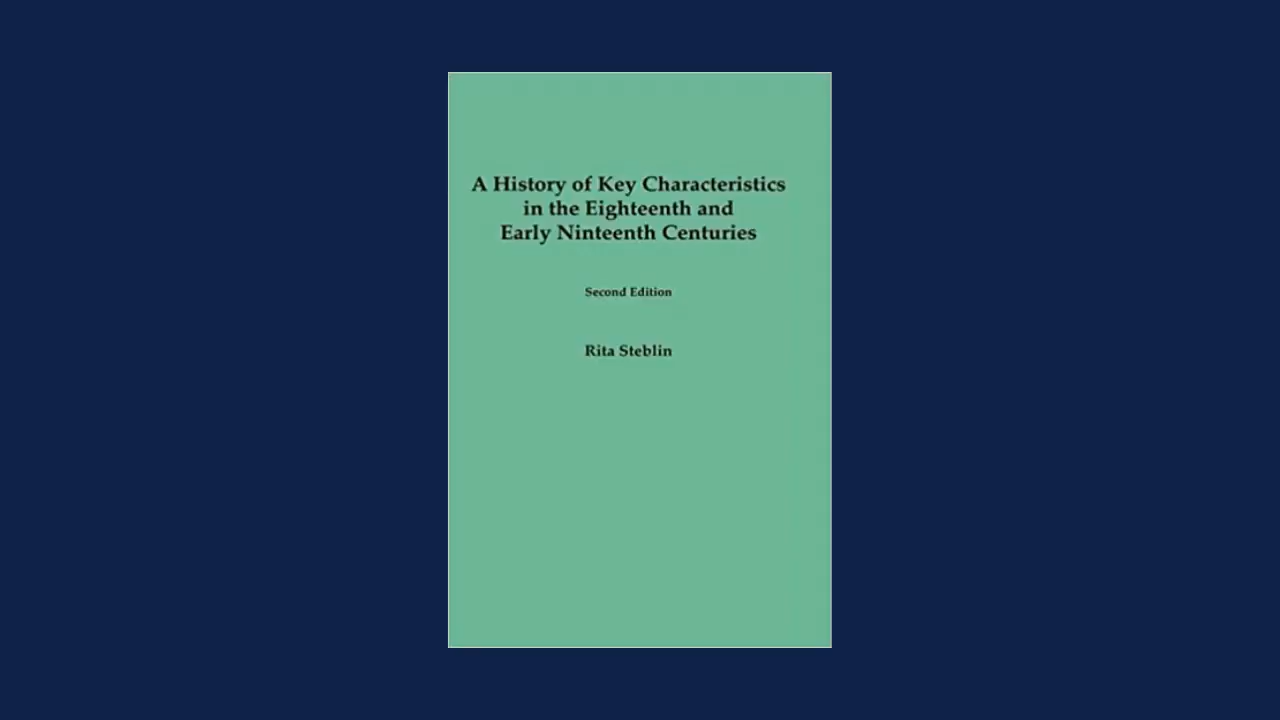 A History of Key Characteristics
in the Eighteenth and
Early Ninteenth Centuries
Second Edition
Rita Steblin